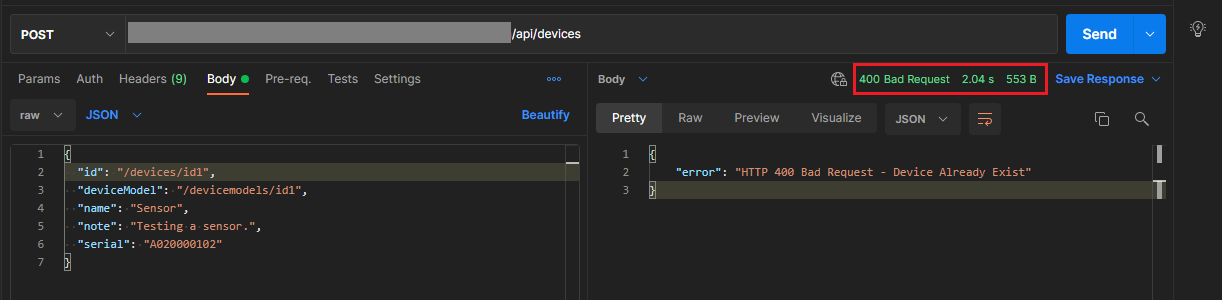 POST /api/devices Send
Params Auth Headers (9) Body Pre-req. Tests Settings
raw JSON Beautify
1 {
2 "id": "/devices/id1",
3 "deviceModel": "/devicemodels/id1",
4 "name": "Sensor",
5 "note": "Testing a sensor.",
6 "serial": "A020000102"
7 }
Body 400 Bad Request 2.04 s 553 B Save Response
Pretty Raw Preview Visualize JSON
1 {
2 "error": "HTTP 400 Bad Request - Device Already Exist"
3 }